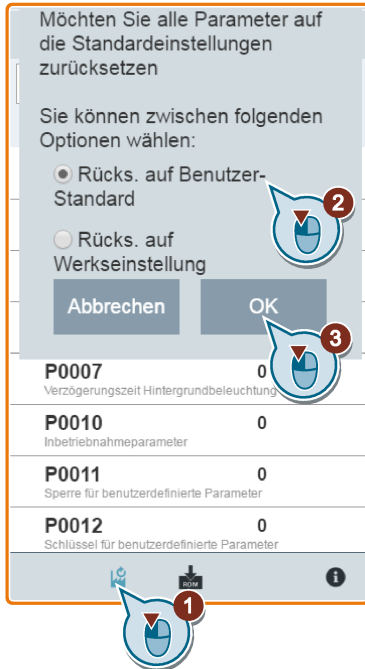 Möchten Sie alle Parameter auf
die Standardeinstellungen
zurücksetzen
Sie können zwischen folgenden
Optionen wählen:
Rücks. auf Benutzer-
Standard
2
Rücks. auf
Werkseinstellung
Abbrechen OK
3
P0007 0
Verzögerungszeit Hintergrundbeleuchtung
P0010 0
Inbetriebnahmeparameter
P0011 0
Sperre für benutzerdefinierte Parameter
P0012 0
Schlüssel für benutzerdefinierte Parameter
ROM i
1